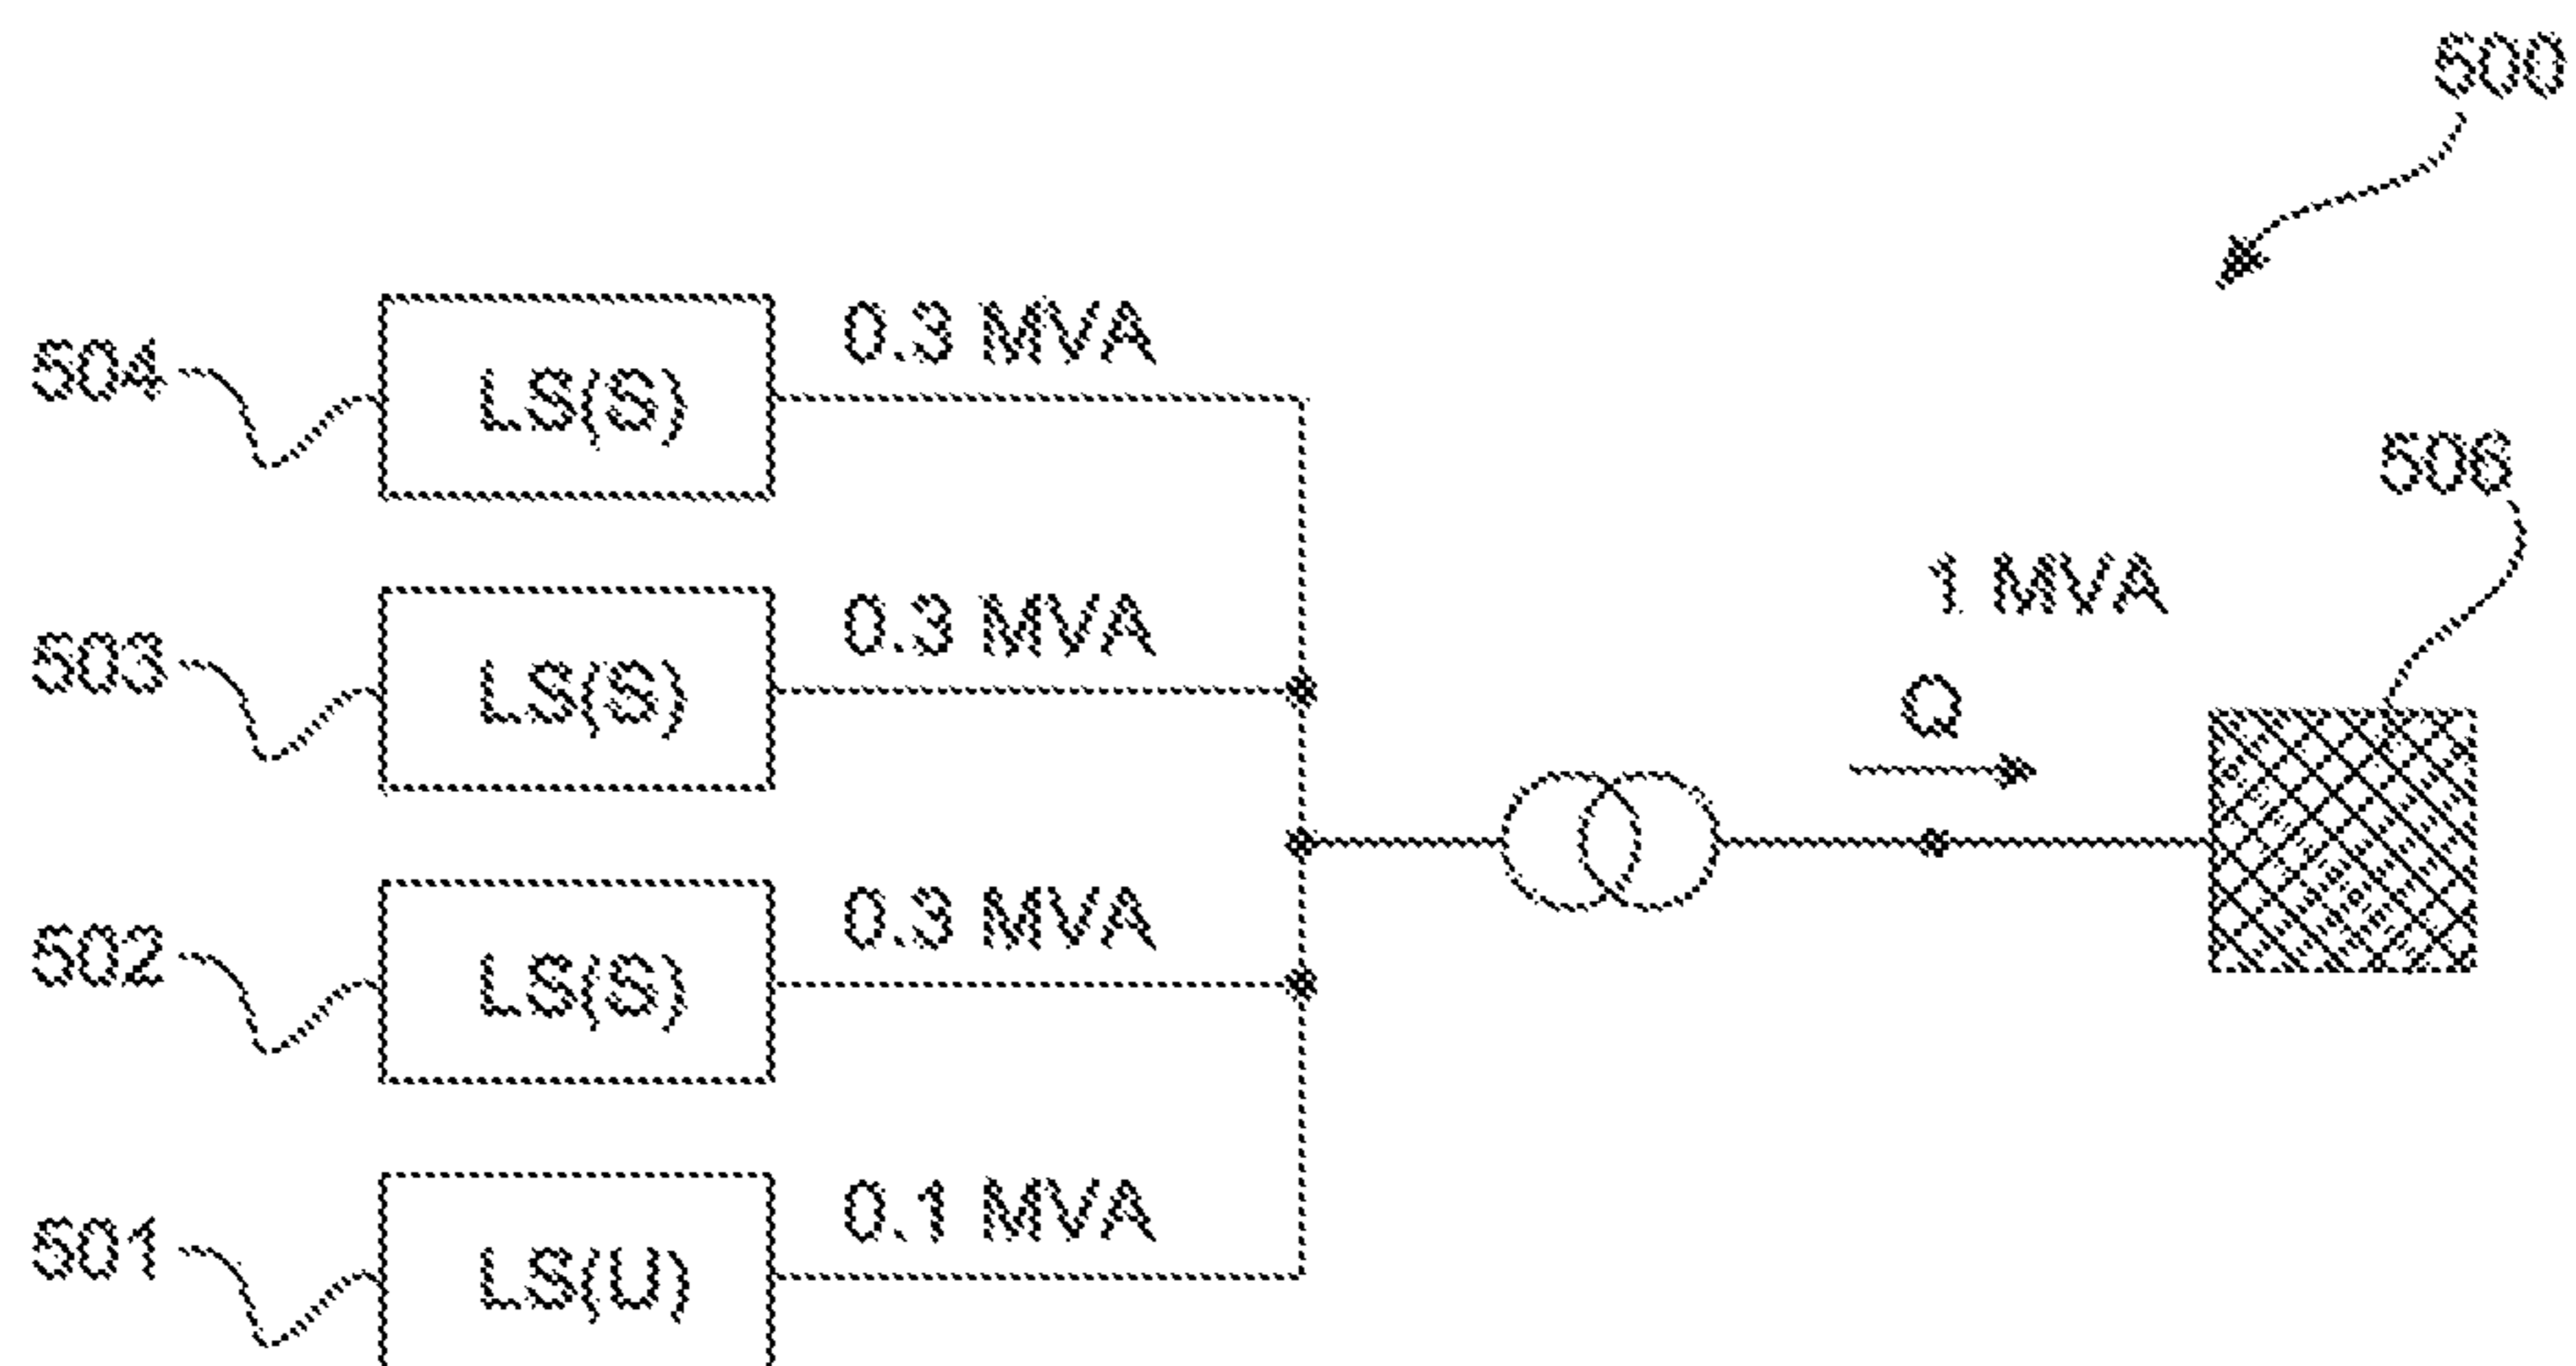 500
504
LS(S)
0.3 MVA
506
503
LS(S)
0.3 MVA
1 MVA
Q
502
LS(S)
0.3 MVA
501
LS(U)
0.1 MVA